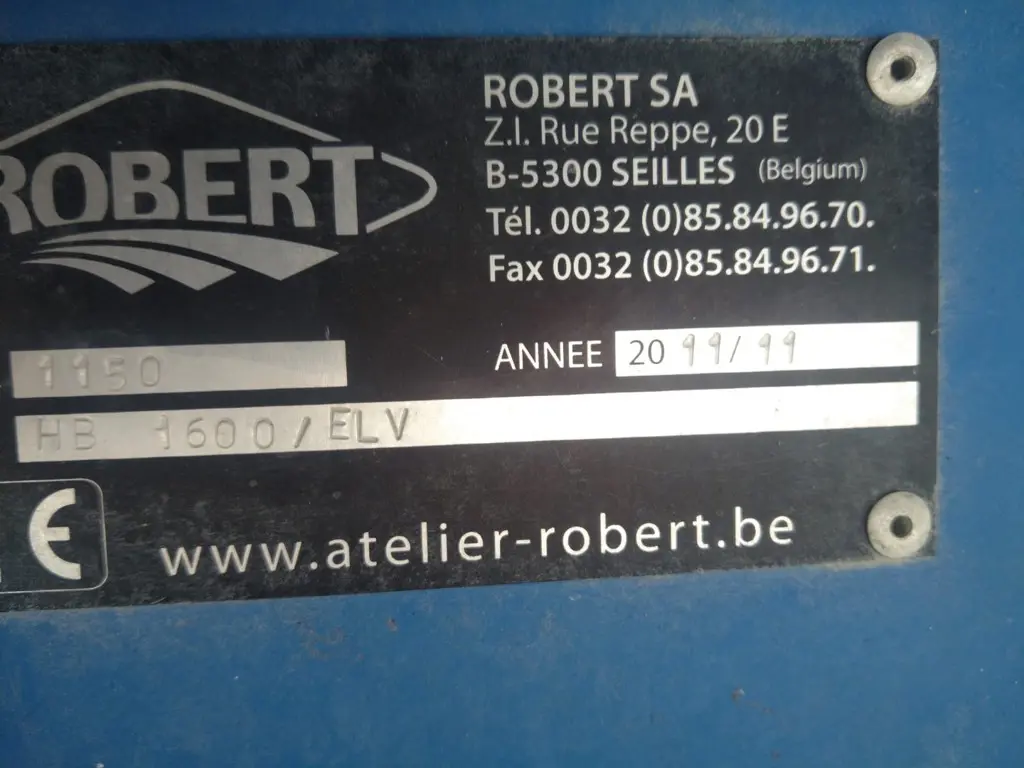 ROBERT
ROBERT SA
Z.I. Rue Reppe, 20 E
B-5300 SEILLES (Belgium)
Tél. 0032 (0)85.84.96.70.
Fax 0032 (0)85.84.96.71.
1150
ANNEE 2011/11
HB 1600/ELV
CE
www.atelier-robert.be